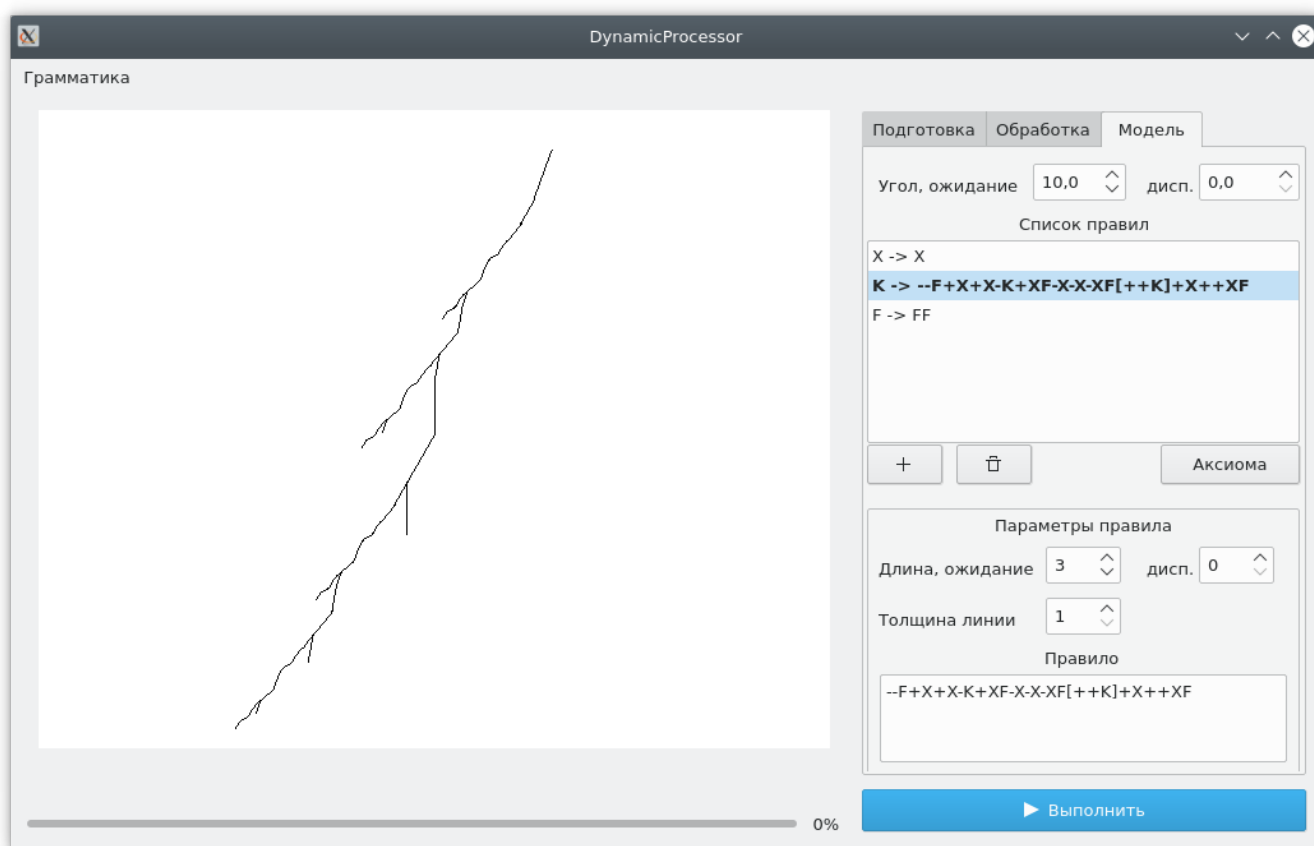 DynamicProcessor
Грамматика
Подготовка Обработка Модель
Угол, ожидание 10,0 дисп. 0,0
Список правил
X -> X
K -> --F+X+X-K+XF-X-X-XF[++K]+X++XF
F -> FF
+ Аксиома
Параметры правила
Длина, ожидание 3 дисп. 0
Толщина линии 1
Правило
--F+X+X-K+XF-X-X-XF[++K]+X++XF
Выполнить
0%